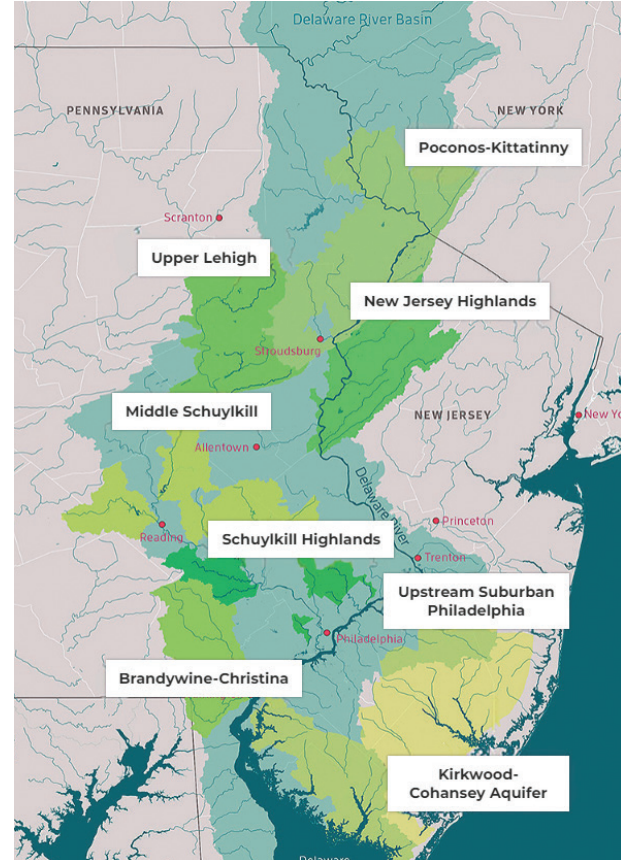 Delaware River Basin
PENNSYLVANIA
NEW YORK
Poconos-Kittatinny
Scranton
Upper Lehigh
New Jersey Highlands
Stroudsburg
Middle Schuylkill
NEW JERSEY
New Yo
Allentown
Delaware River
Princeton
Reading
Schuylkill Highlands
Trenton
Upstream Suburban
Philadelphia
Philadelphia
Brandywine-Christina
Kirkwood-
Cohansey Aquifer
Delaware